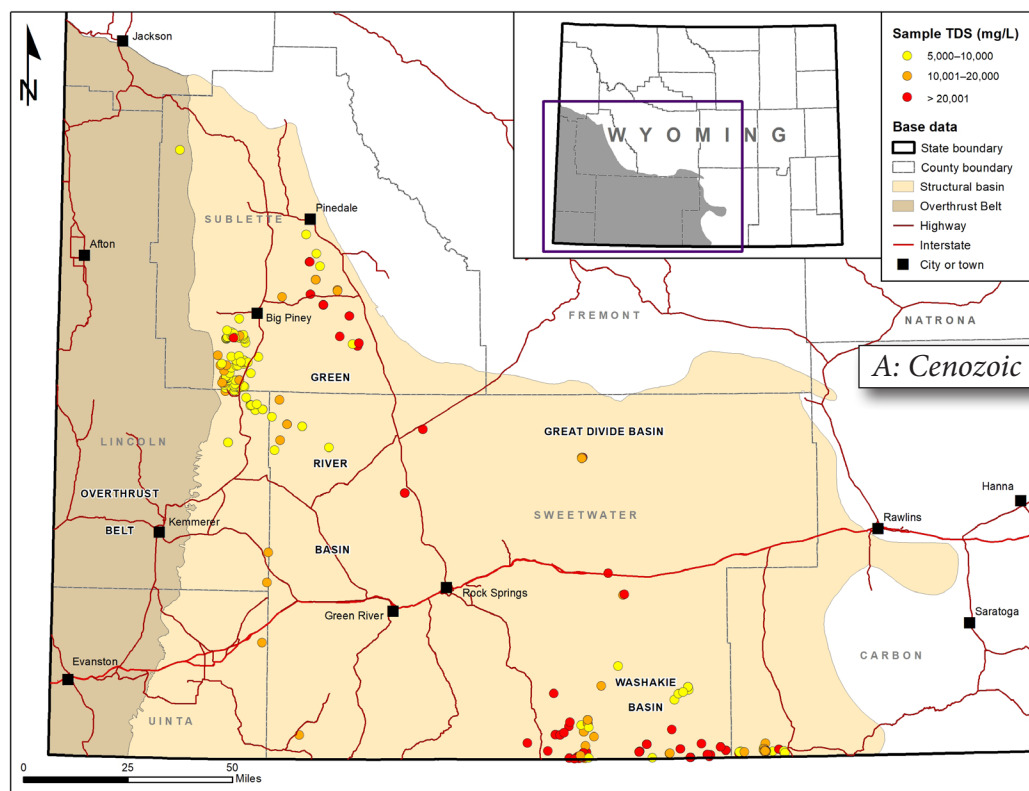 Jackson
N
Pinedale
SUBLETTE
Afton
Big Piney
GREEN
LINCOLN
RIVER
OVERTHRUST
BELT
Kemmerer
BASIN
Green River
Rock Springs
Evanston
UINTA
FREMONT
NATRONA
GREAT DIVIDE BASIN
SWEETWATER
Hanna
Rawlins
Saratoga
CARBON
WASHAKIE
BASIN
WYOMING
Sample TDS (mg/L)
5,000–10,000
10,001–20,000
> 20,001
Base data
State boundary
County boundary
Structural basin
Overthrust Belt
Highway
Interstate
City or town
A: Cenozoic
0 25 50
Miles